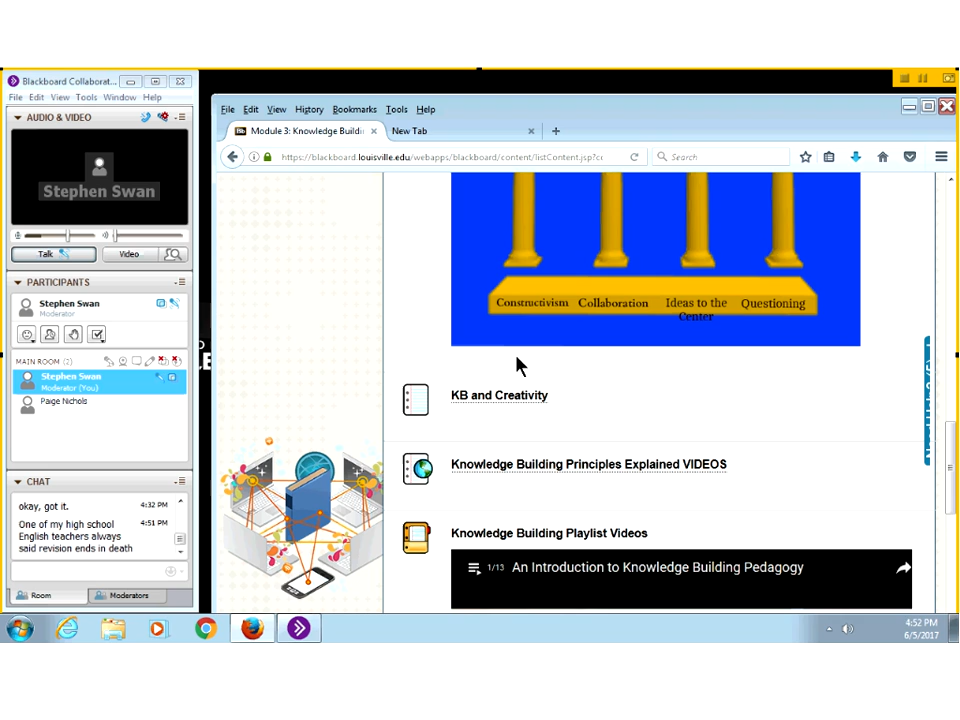 Blackboard Collaborat...
File Edit View Tools Window Help
AUDIO & VIDEO
Stephen Swan
Talk
Video
PARTICIPANTS
Stephen Swan
Moderator
MAIN ROOM (2)
Stephen Swan
Moderator (You)
Paige Nichols
CHAT
okay, got it. 4:32 PM
One of my high school 4:51 PM
English teachers always
said revision ends in death
Room
Moderators
File Edit View History Bookmarks Tools Help
Module 3: Knowledge Buildi
New Tab
https://blackboard.louisville.edu/webapps/blackboard/content/listContent.jsp?c
Search
Constructivism Collaboration Ideas to the Center Questioning
KB and Creativity
Knowledge Building Principles Explained VIDEOS
Knowledge Building Playlist Videos
1/13 An Introduction to Knowledge Building Pedagogy
4:52 PM
6/5/2017